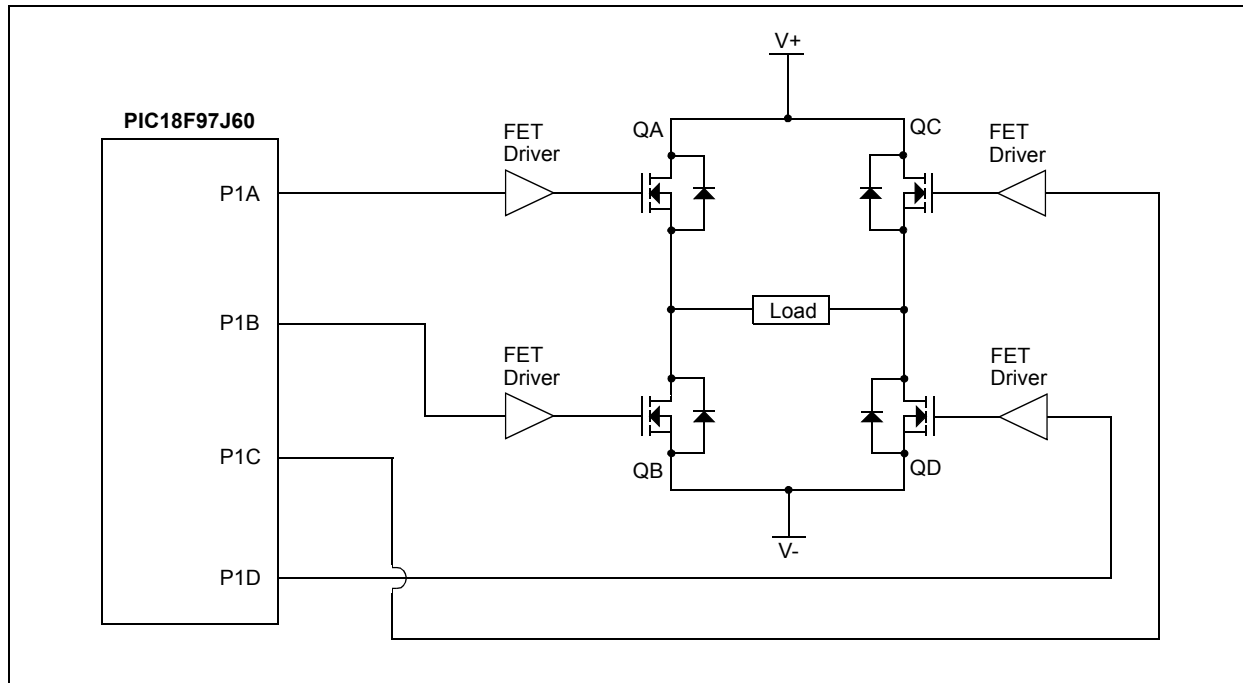 V+
PIC18F97J60
FET
Driver
QA
QC
FET
Driver
P1A
Load
P1B
FET
Driver
FET
Driver
P1C
QB
QD
V-
P1D